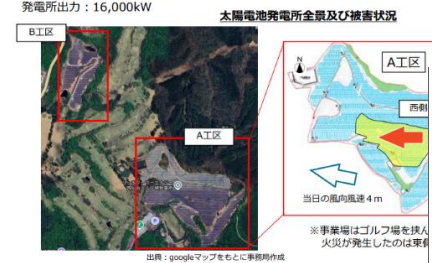 発電所出力：16,000kW
太陽電池発電所全景及び被害状況
B工区
A工区
A工区
N
西側
当日の風向風速４ｍ
※事業場はゴルフ場を挟ん
火災が発生したのは東側
出典：googleマップをもとに事務局作成